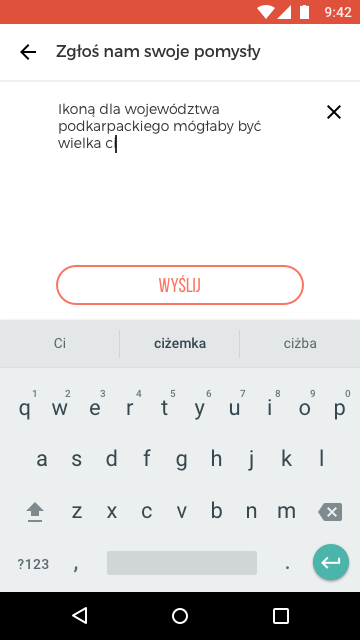 9:42
Zgłoś nam swoje pomysły
Ikoną dla województwa
podkarpackiego mógłaby być
wielka ci
WYŚLIJ
Ci ciżemka ciżba
1 2 3 4 5 6 7 8 9 0
q w e r t y u i o p
a s d f g h j k l
z x c v b n m
?123 , .